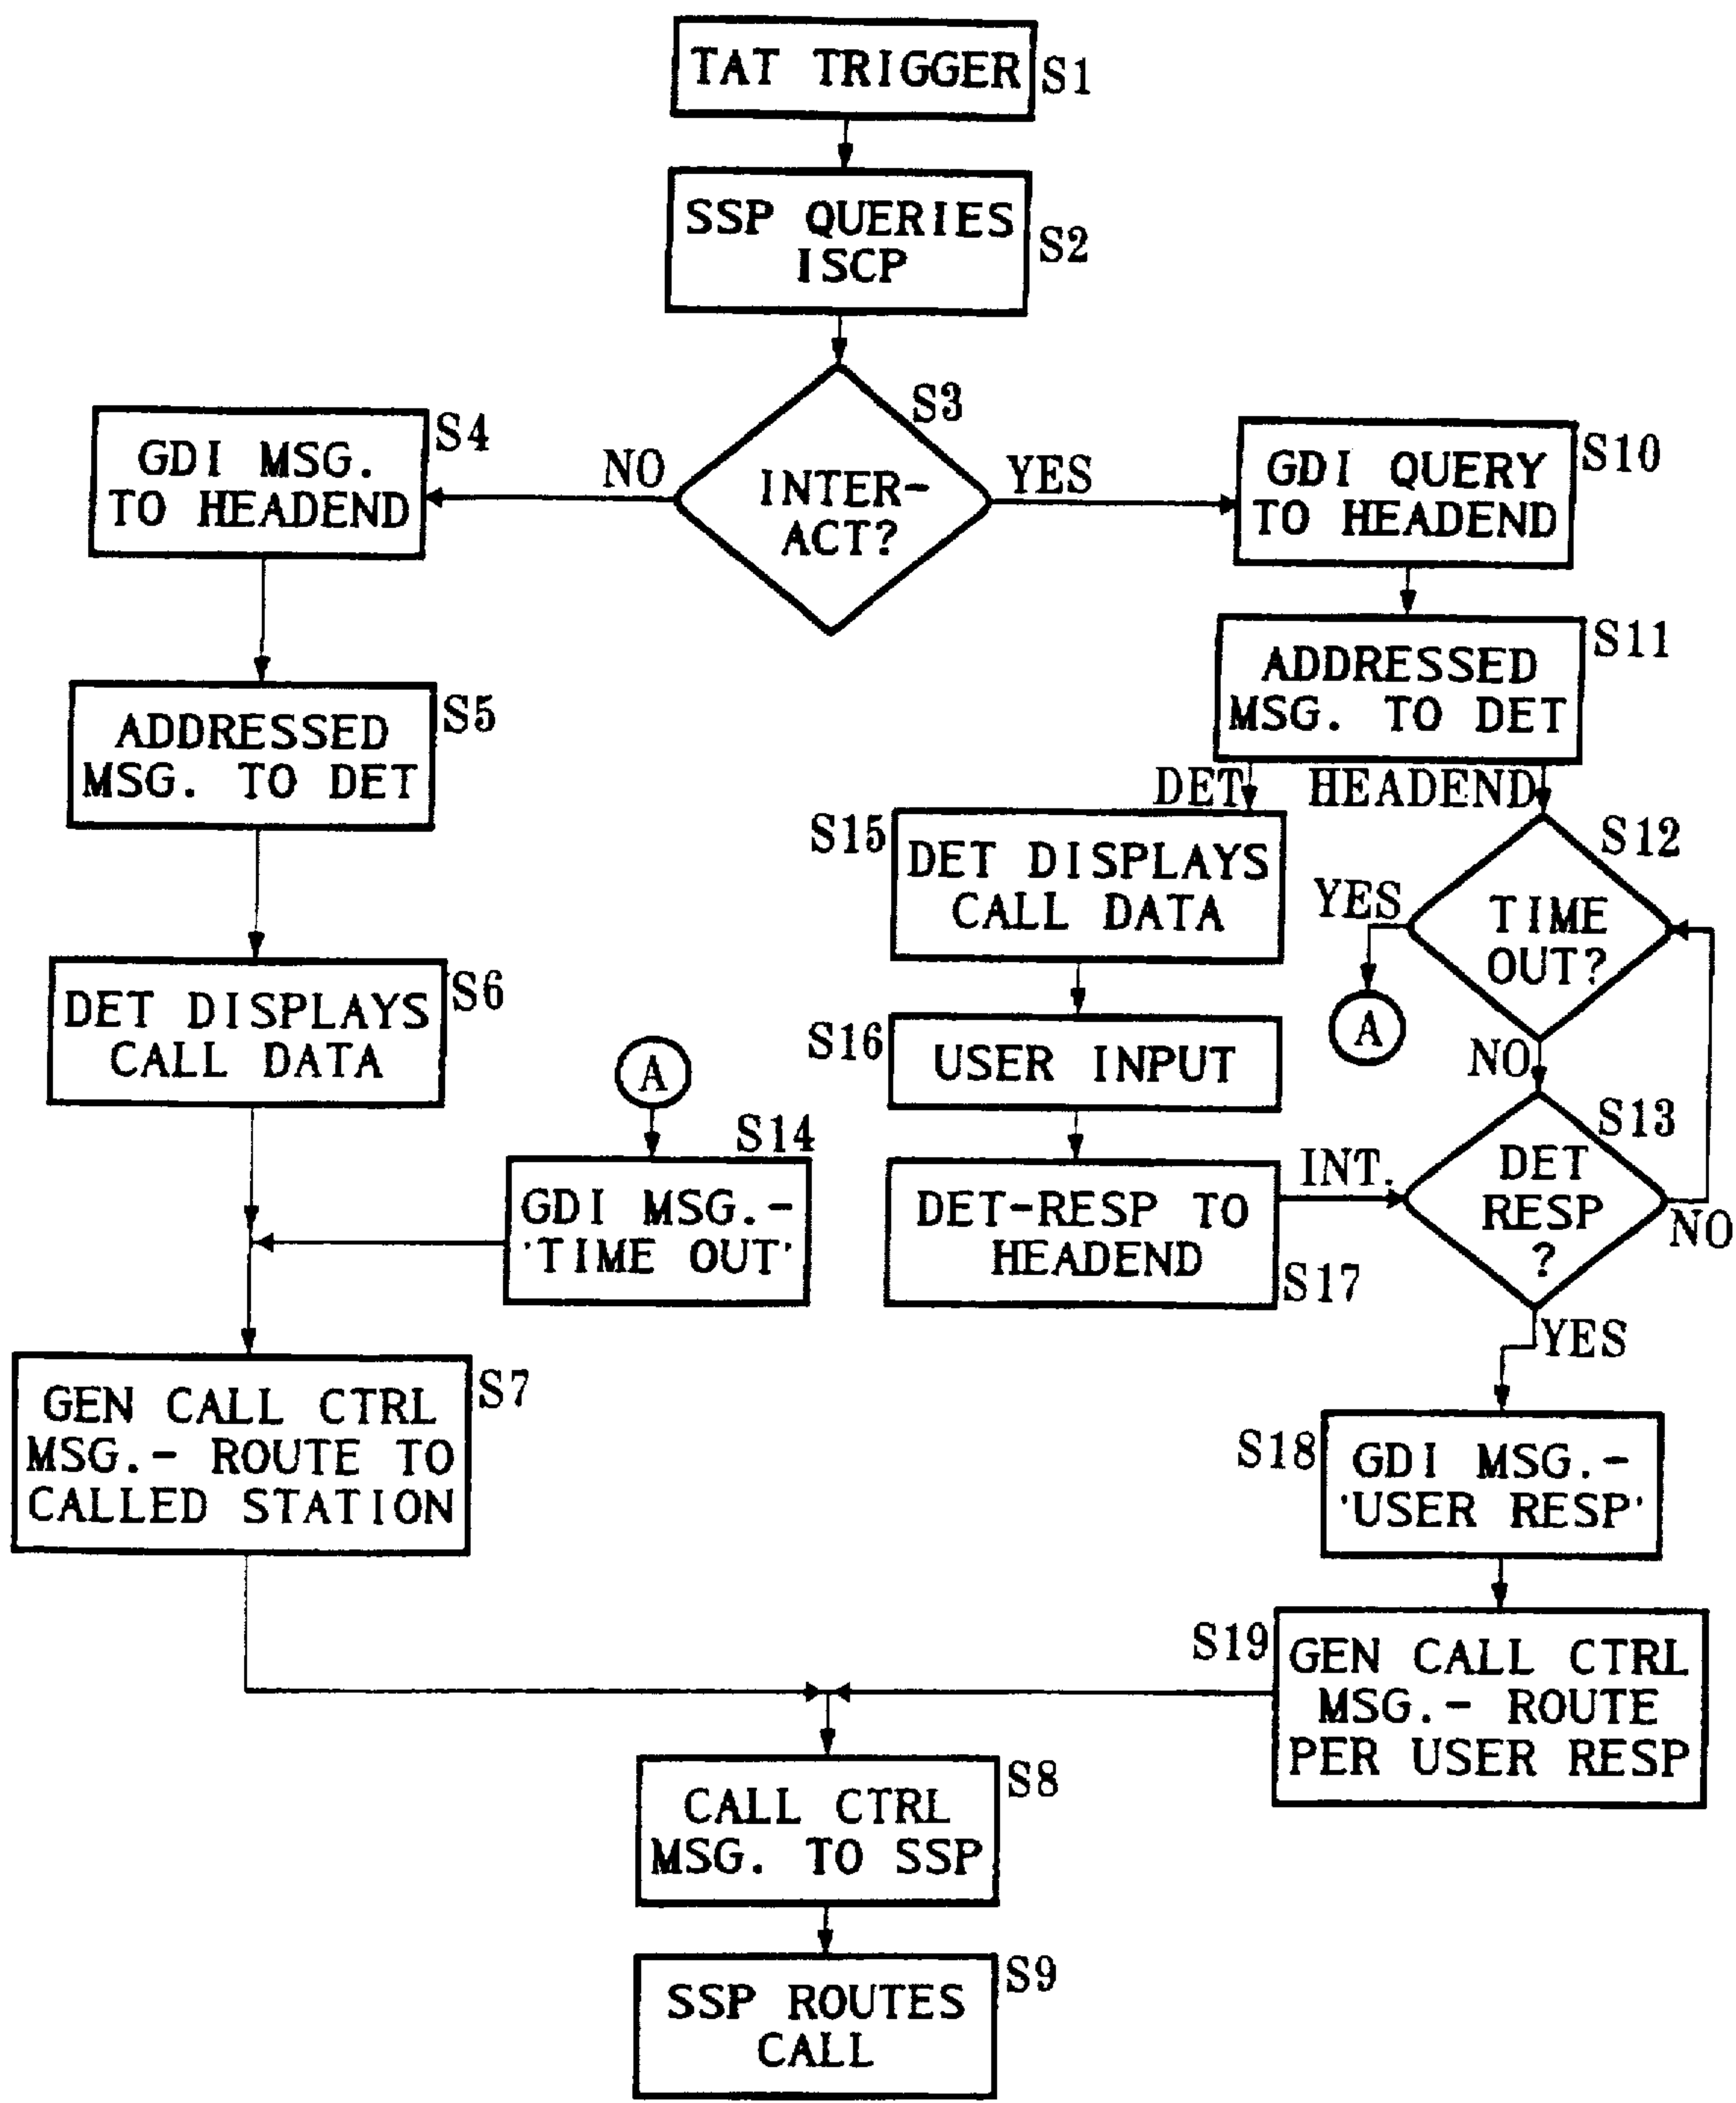 TAT TRIGGER
S1
SSP QUERIES
ISCP
S2
S3
INTER-
ACT?
NO
YES
S4
GDI MSG.
TO HEADEND
S5
ADDRESSED
MSG. TO DET
S6
DET DISPLAYS
CALL DATA
A
S14
GDI MSG.-
'TIME OUT'
S7
GEN CALL CTRL
MSG.- ROUTE TO
CALLED STATION
S10
GDI QUERY
TO HEADEND
S11
ADDRESSED
MSG. TO DET
DET
HEADEND
S15
DET DISPLAYS
CALL DATA
S16
USER INPUT
DET-RESP TO
HEADEND
S17
INT.
S12
TIME
OUT?
YES
A
NO
S13
DET
RESP
?
NO
YES
S18
GDI MSG.-
'USER RESP'
S19
GEN CALL CTRL
MSG.- ROUTE
PER USER RESP
S8
CALL CTRL
MSG. TO SSP
S9
SSP ROUTES
CALL